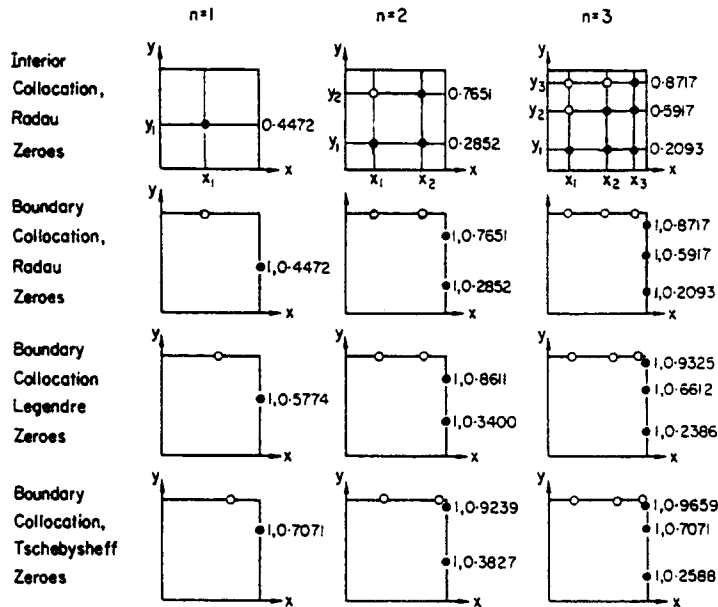 n=1 n=2 n=3
Interior
Collocation,
Radau
Zeroes
y
y₁
0·4472
x₁
x
y
y₂
0·7651
y₁
0·2852
x₁ x₂
x
y
y₃
0·8717
y₂
0·5917
y₁
0·2093
x₁ x₂ x₃
x
Boundary
Collocation,
Radau
Zeroes
y
1,0·4472
x
1,0·7651
1,0·2852
x
1,0·8717
1,0·5917
1,0·2093
x
Boundary
Collocation
Legendre
Zeroes
y
1,0·5774
x
y
1,0·8611
1,0·3400
x
y
1,0·9325
1,0·6612
1,0·2386
x
Boundary
Collocation,
Tschebysheff
Zeroes
y
1,0·7071
x
y
1,0·9239
1,0·3827
x
y
1,0·9659
1,0·7071
1,0·2588
x